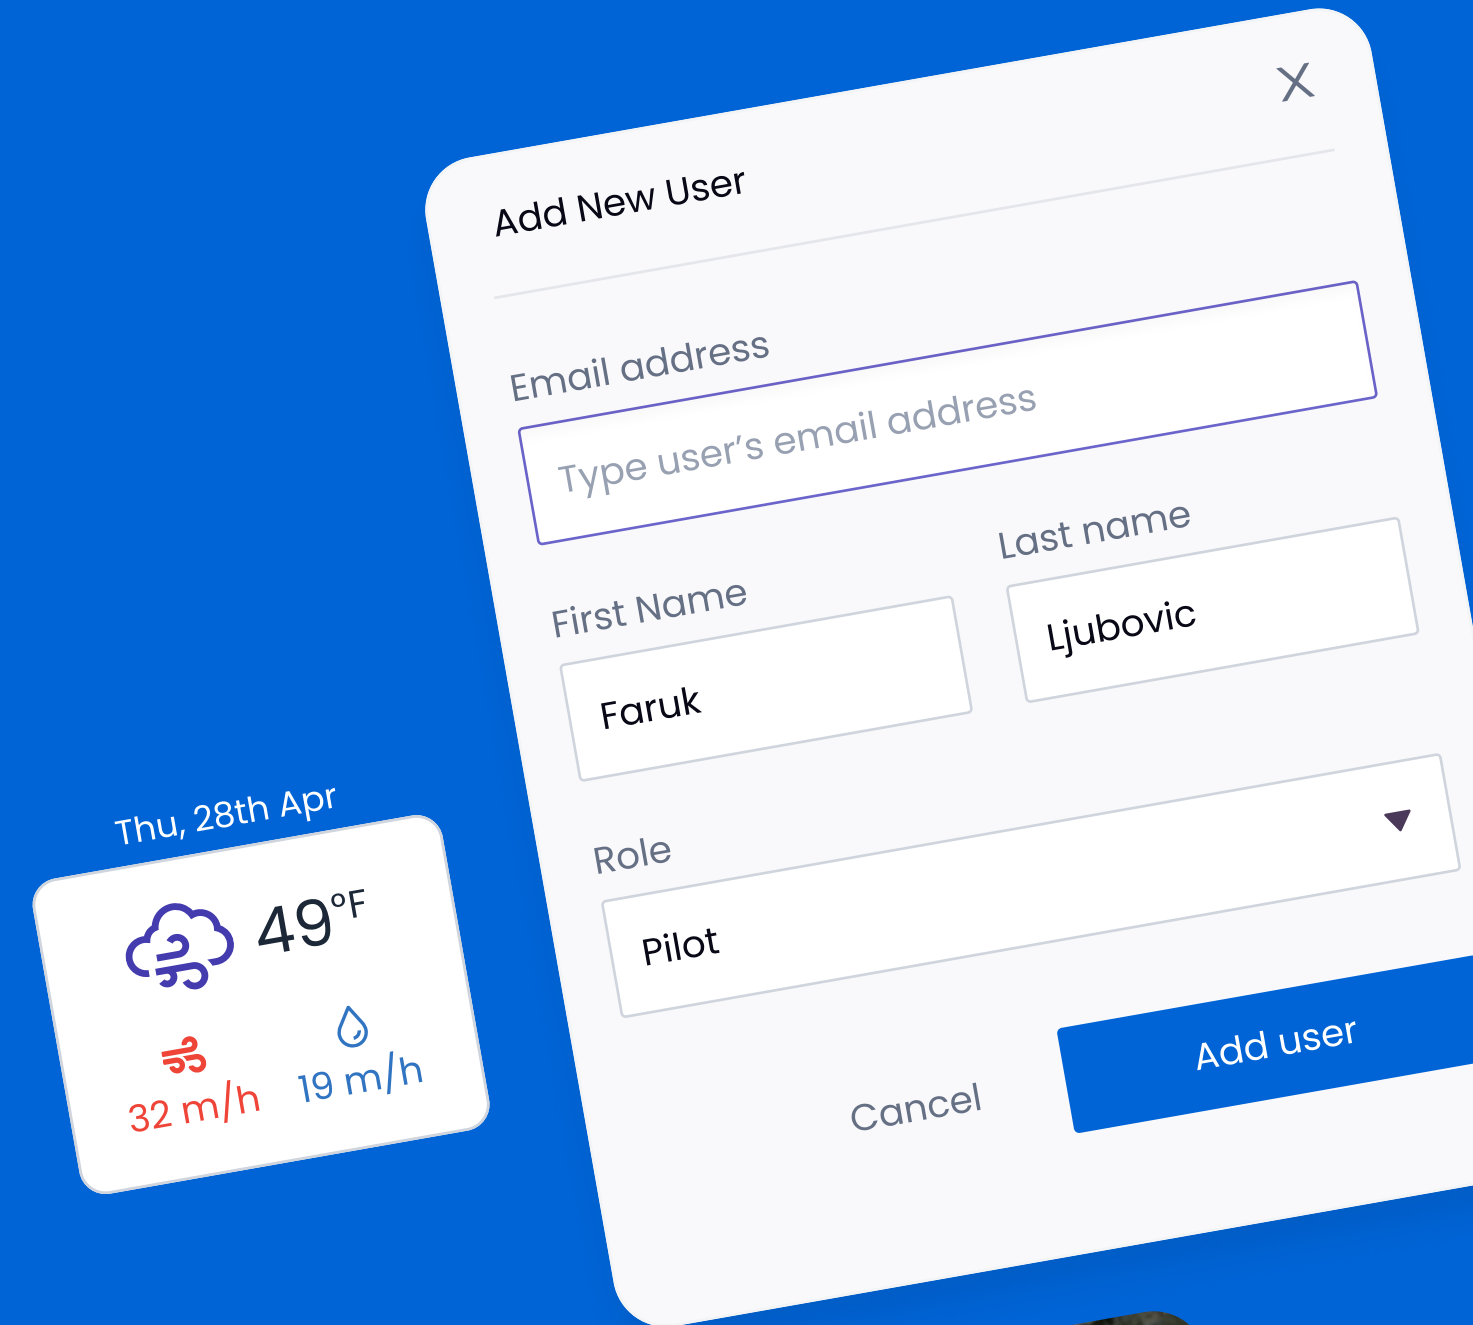 Add New User
Email address
Type user’s email address
First Name
Last name
Faruk
Ljubovic
Role
Pilot
Cancel
Add user
Thu, 28th Apr
49°F
32 m/h
19 m/h